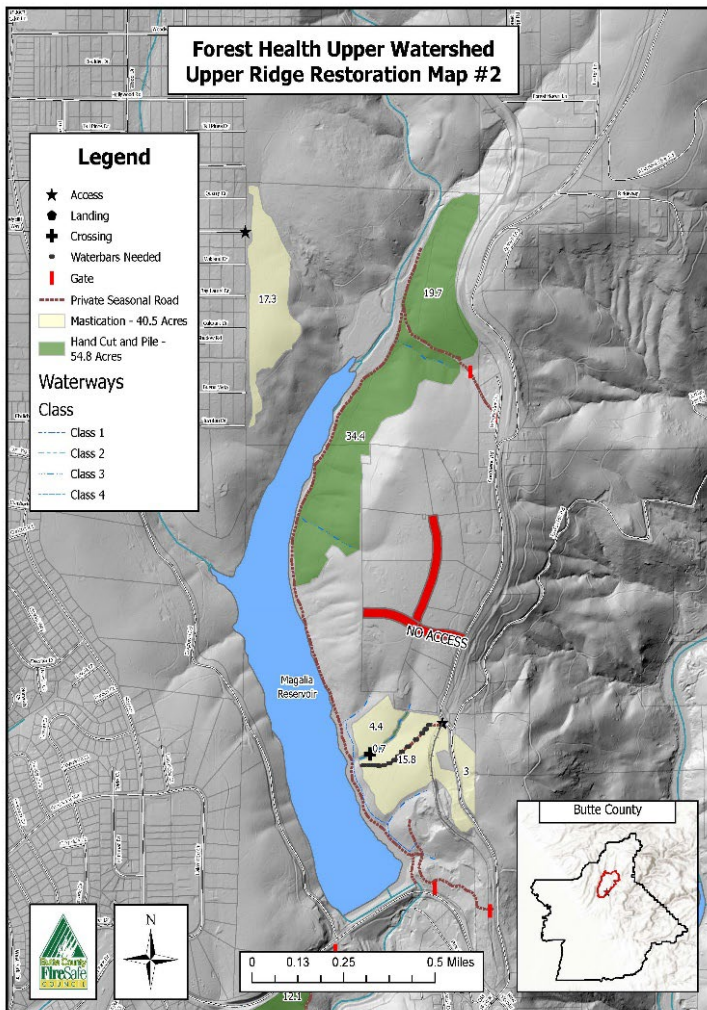 Forest Health Upper Watershed
Upper Ridge Restoration Map #2
Legend
Access
Landing
Crossing
Waterbars Needed
Gate
Private Seasonal Road
Mastication - 40.5 Acres
Hand Cut and Pile -
54.8 Acres
Waterways
Class
Class 1
Class 2
Class 3
Class 4
17.3
19.7
34.4
NO ACCESS
Magalia
Reservoir
4.4
0.7
15.8
3
12.1
Butte County
Butte County
FireSafe
COUNCIL
N
0 0.13 0.25 0.5 Miles